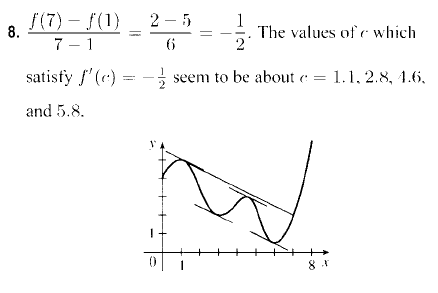 8. f(7) − f(1) / 7 − 1 = 2 − 5 / 6 = − 1/2. The values of c which
satisfy f′(c) = − 1/2 seem to be about c = 1.1, 2.8, 4.6,
and 5.8.
y
1
0 1 8 x